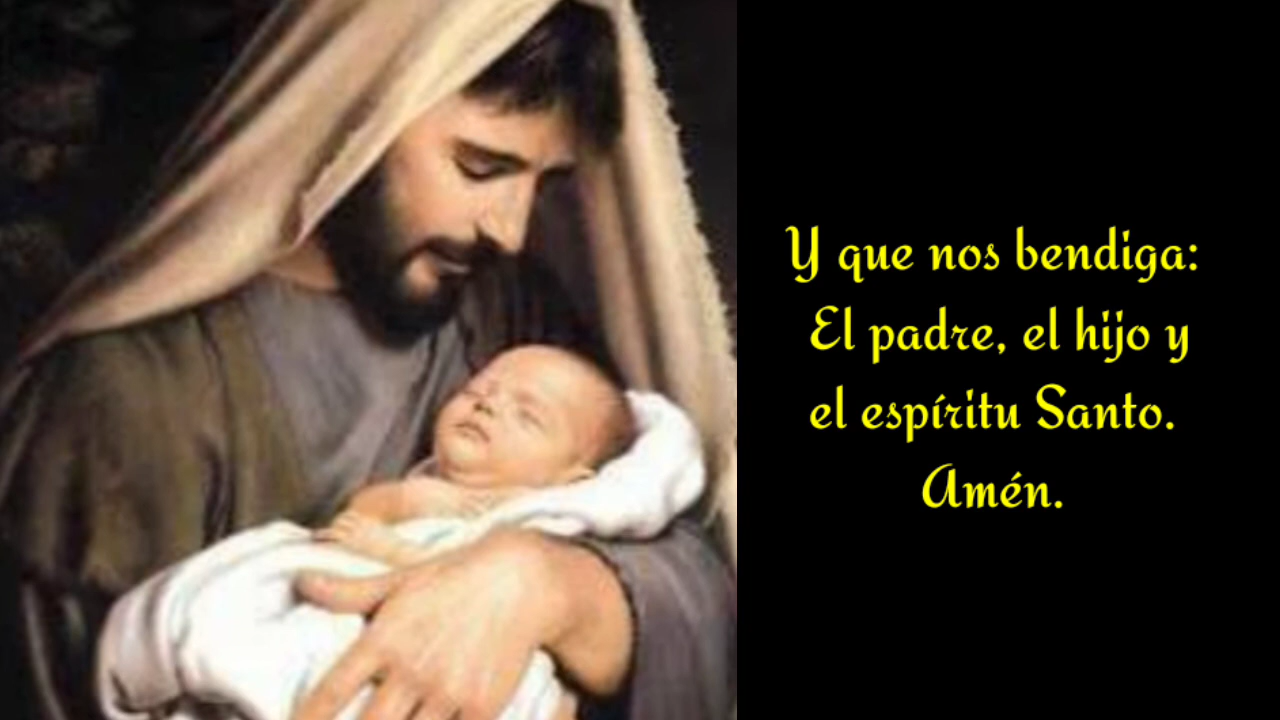 Y que nos bendiga:
El padre, el hijo y
el espíritu Santo.
Amén.